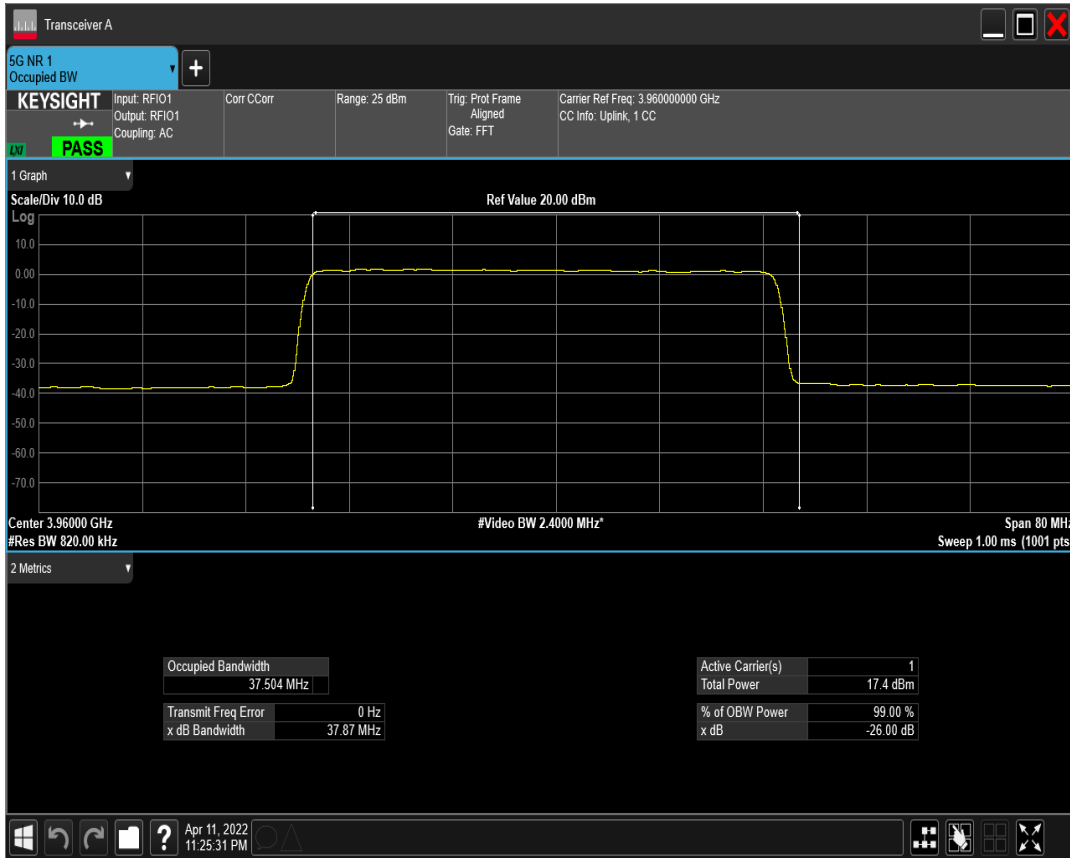 Transceiver A
5G NR 1
Occupied BW
+
KEYSIGHT
LXI
PASS
Input: RFIO1
Output: RFIO1
Coupling: AC
Corr CCorr
Range: 25 dBm
Trig: Prot Frame
Aligned
Gate: FFT
Carrier Ref Freq: 3.960000000 GHz
CC Info: Uplink, 1 CC
1 Graph
Scale/Div 10.0 dB
Ref Value 20.00 dBm
Log
10.0
0.00
-10.0
-20.0
-30.0
-40.0
-50.0
-60.0
-70.0
Center 3.96000 GHz
#Video BW 2.4000 MHz*
Span 80 MHz
#Res BW 820.00 kHz
Sweep 1.00 ms (1001 pts
2 Metrics
Occupied Bandwidth
37.504 MHz
Transmit Freq Error 0 Hz
x dB Bandwidth 37.87 MHz
Active Carrier(s) 1
Total Power 17.4 dBm
% of OBW Power 99.00 %
x dB -26.00 dB
?
Apr 11, 2022
11:25:31 PM